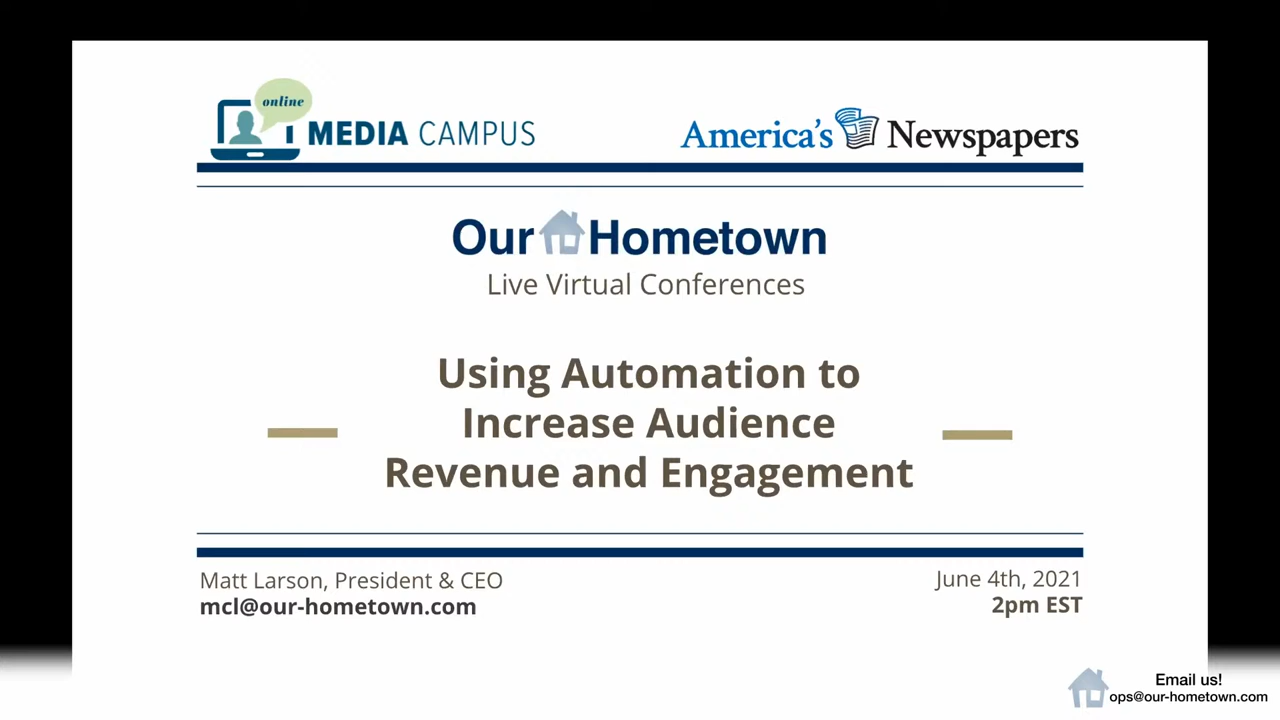 online
MEDIA CAMPUS
America's Newspapers
Our Hometown
Live Virtual Conferences
Using Automation to
Increase Audience
Revenue and Engagement
Matt Larson, President & CEO
mcl@our-hometown.com
June 4th, 2021
2pm EST
Email us!
ops@our-hometown.com